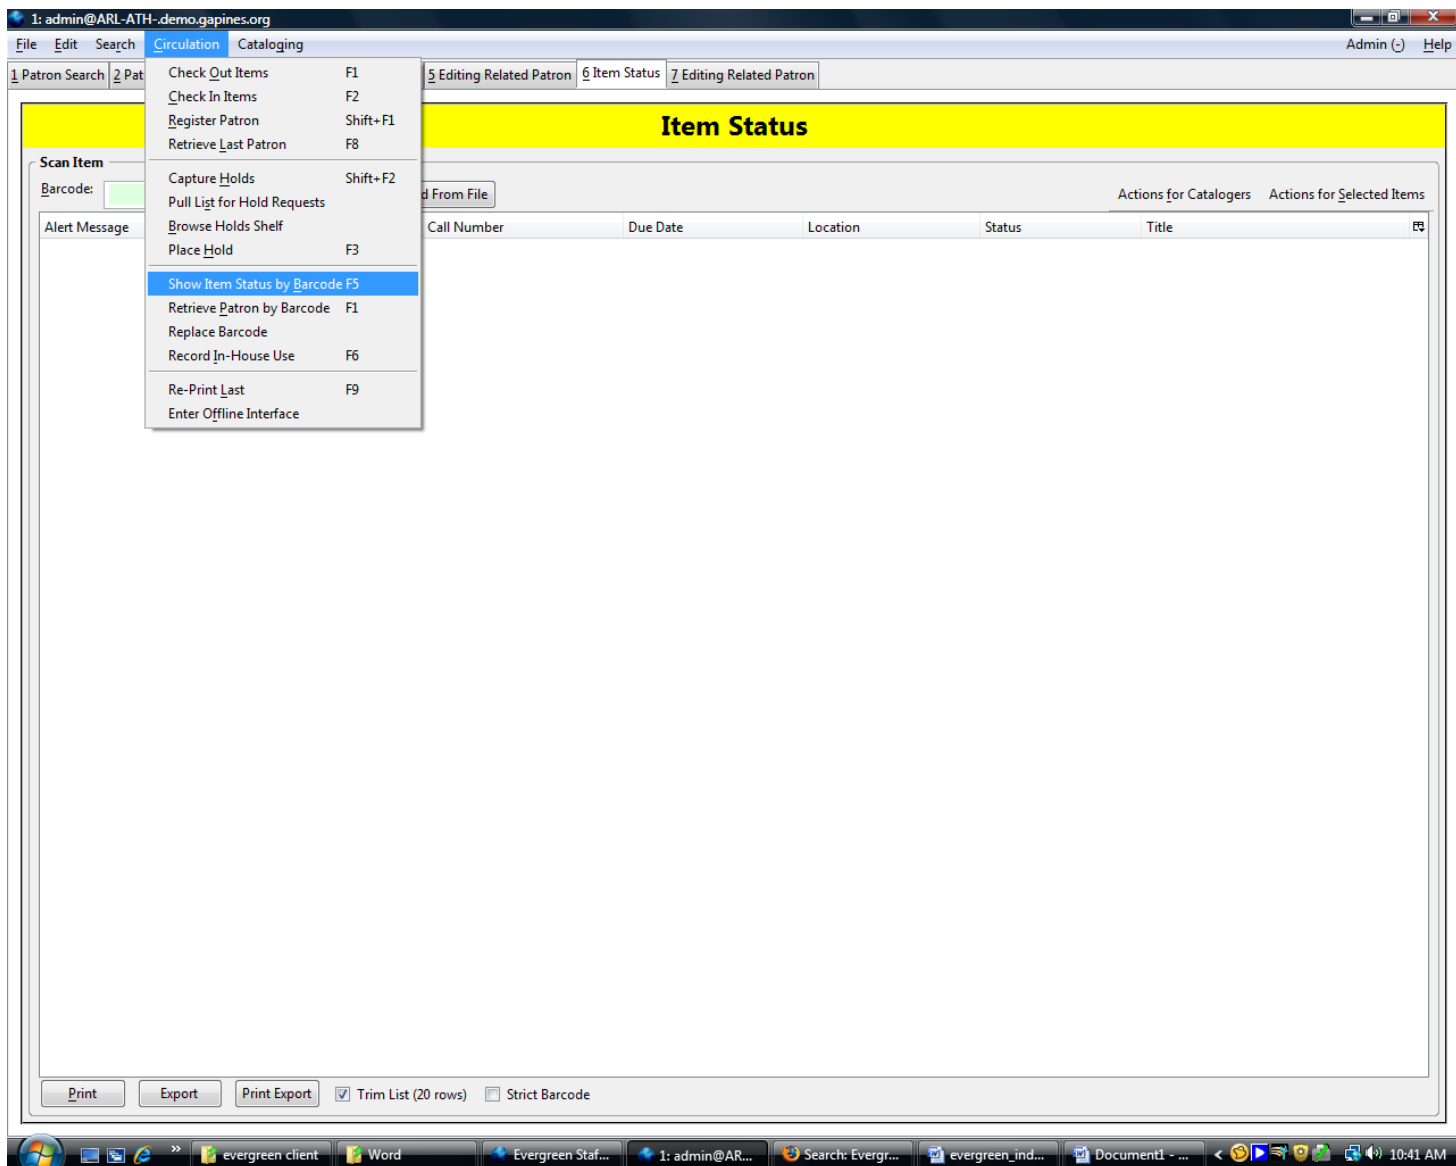 1: admin@ARL-ATH-.demo.gapines.org
File Edit Search Circulation Cataloging Admin (-) Help
1 Patron Search 2 Pat 5 Editing Related Patron 6 Item Status 7 Editing Related Patron
Check Out Items F1
Check In Items F2
Register Patron Shift+F1
Retrieve Last Patron F8
Capture Holds Shift+F2
Pull List for Hold Requests
Browse Holds Shelf
Place Hold F3
Show Item Status by Barcode F5
Retrieve Patron by Barcode F1
Replace Barcode
Record In-House Use F6
Re-Print Last F9
Enter Offline Interface
Item Status
Scan Item
Barcode: d From File Actions for Catalogers Actions for Selected Items
Alert Message Call Number Due Date Location Status Title
Print Export Print Export Trim List (20 rows) Strict Barcode
evergreen client Word Evergreen Staf... 1: admin@AR... Search: Evergr... evergreen_ind... Document1 - ... 10:41 AM